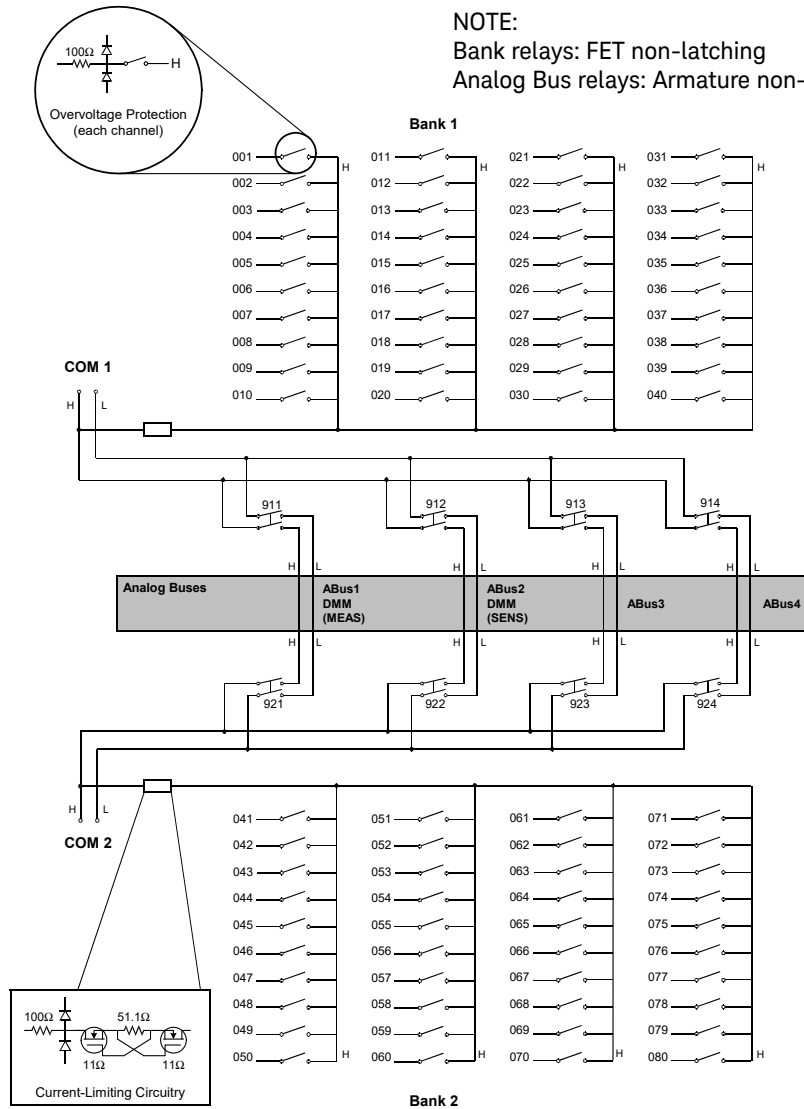 NOTE:
Bank relays: FET non-latching
Analog Bus relays: Armature non-
100Ω
H
Overvoltage Protection
(each channel)
Bank 1
001 011 021 031
H H H H
002 012 022 032
003 013 023 033
004 014 024 034
005 015 025 035
006 016 026 036
007 017 027 037
008 018 028 038
COM 1
009 019 029 039
010 020 030 040
H L
911 912 913 914
H L H L H L H L
Analog Buses
ABus1
DMM
(MEAS)
ABus2
DMM
(SENS)
ABus3
ABus4
H L H L H L H L
921 922 923 924
H L
COM 2
041 051 061 071
042 052 062 072
043 053 063 073
044 054 064 074
045 055 065 075
046 056 066 076
047 057 067 077
048 058 068 078
049 059 069 079
050 060 070 080
H H H H
100Ω 51.1Ω
11Ω 11Ω
Current-Limiting Circuitry
Bank 2